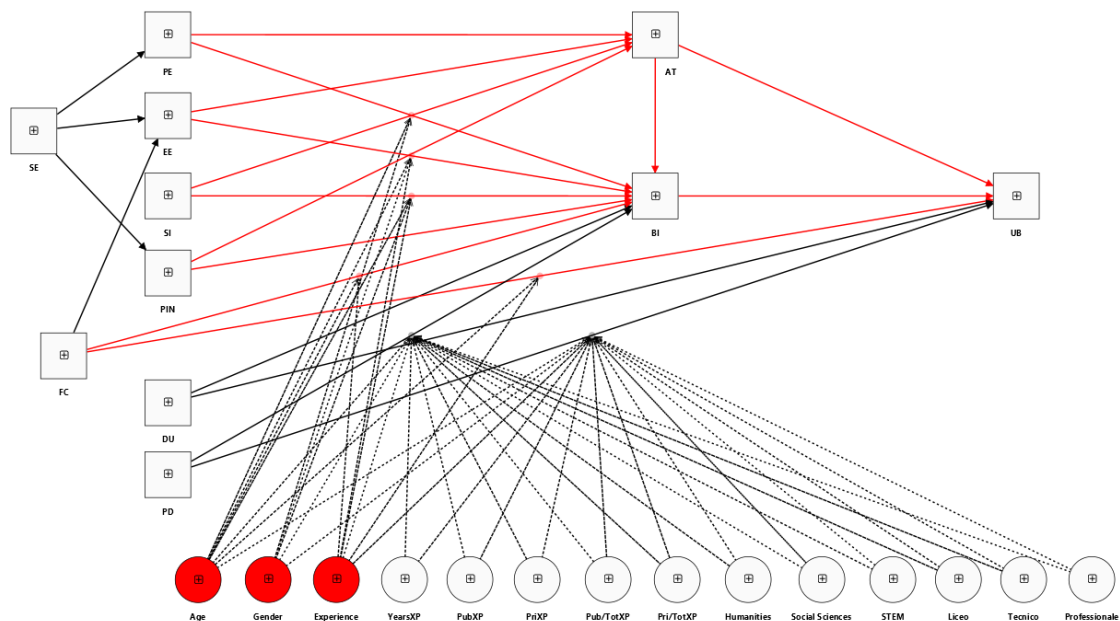 PE
AT
EE
SE
SI
BI
UB
PIN
FC
DU
PD
Age
Gender
Experience
YearsXP
PubXP
PriXP
Pub/TotXP
Pri/TotXP
Humanities
Social Sciences
STEM
Liceo
Tecnico
Professionale